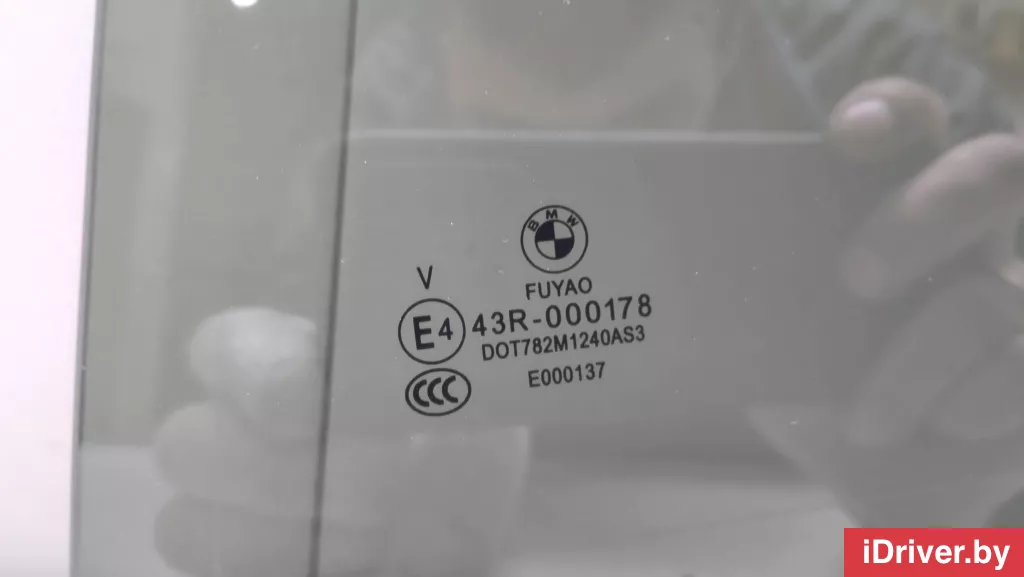 BMW
FUYAO
V
E4 43R-000178
DOT782M1240AS3
CCC E000137
iDriver.by